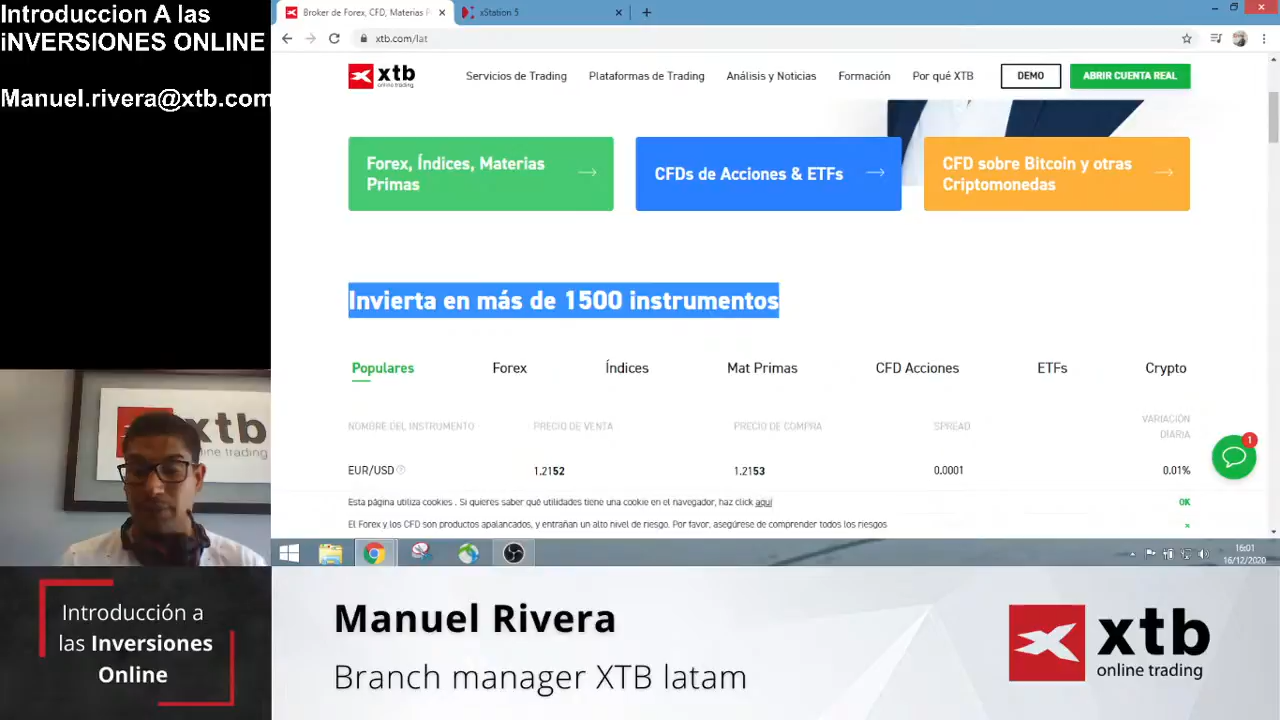 Introduccion A las
iNVERSIONES ONLINE
Manuel.rivera@xtb.com
Broker de Forex, CFD, Materias P
xStation 5
xtb.com/lat
xtb
online trading
Servicios de Trading
Plataformas de Trading
Análisis y Noticias
Formación
Por qué XTB
DEMO
ABRIR CUENTA REAL
Forex, Índices, Materias
Primas
CFDs de Acciones & ETFs
CFD sobre Bitcoin y otras
Criptomonedas
Invierta en más de 1500 instrumentos
Populares
Forex
Índices
Mat Primas
CFD Acciones
ETFs
Crypto
NOMBRE DEL INSTRUMENTO
PRECIO DE VENTA
PRECIO DE COMPRA
SPREAD
VARIACIÓN
DIARIA
EUR/USD
1.2152
1.2153
0.0001
0.01%
1
Esta página utiliza cookies . Si quieres saber qué utilidades tiene una cookie en el navegador, haz click aquí
OK
El Forex y los CFD son productos apalancados, y entrañan un alto nivel de riesgo. Por favor, asegúrese de comprender todos los riesgos
16:01
16/12/2020
xtb
online trading
Introducción a
las Inversiones
Online
Manuel Rivera
Branch manager XTB latam
xtb
online trading